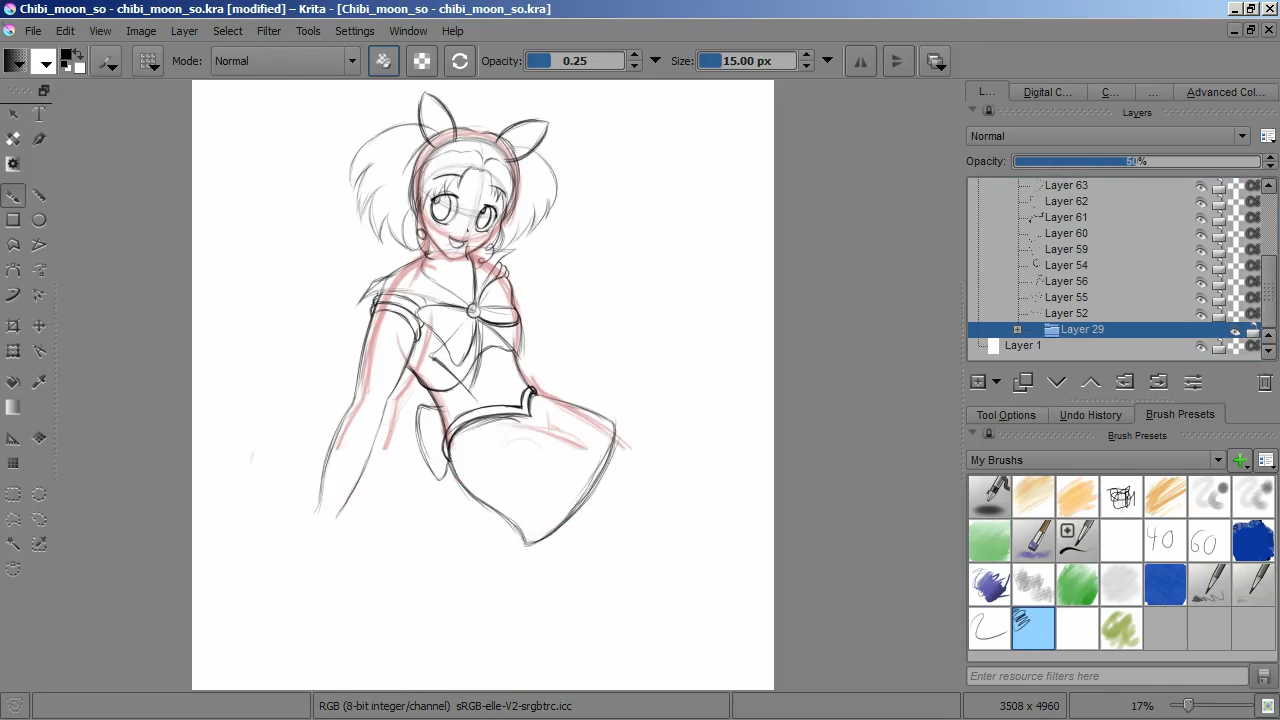 Chibi_moon_so - chibi_moon_so.kra [modified] – Krita - [Chibi_moon_so.kra]
File Edit View Image Layer Select Filter Tools Settings Window Help
Mode: Normal Opacity: 0.25 Size: 15.00 px
L... Digital C... C... ... Advanced Col...
Layers
Normal
Opacity: 50%
Layer 63
Layer 62
Layer 61
Layer 60
Layer 59
Layer 54
Layer 56
Layer 55
Layer 52
Layer 29
Layer 1
Tool Options Undo History Brush Presets
Brush Presets
My Brushes
40 60
Enter resource filters here
RGB (8-bit integer/channel) sRGB-elle-V2-srgbtrc.icc 3508 x 4960 17%